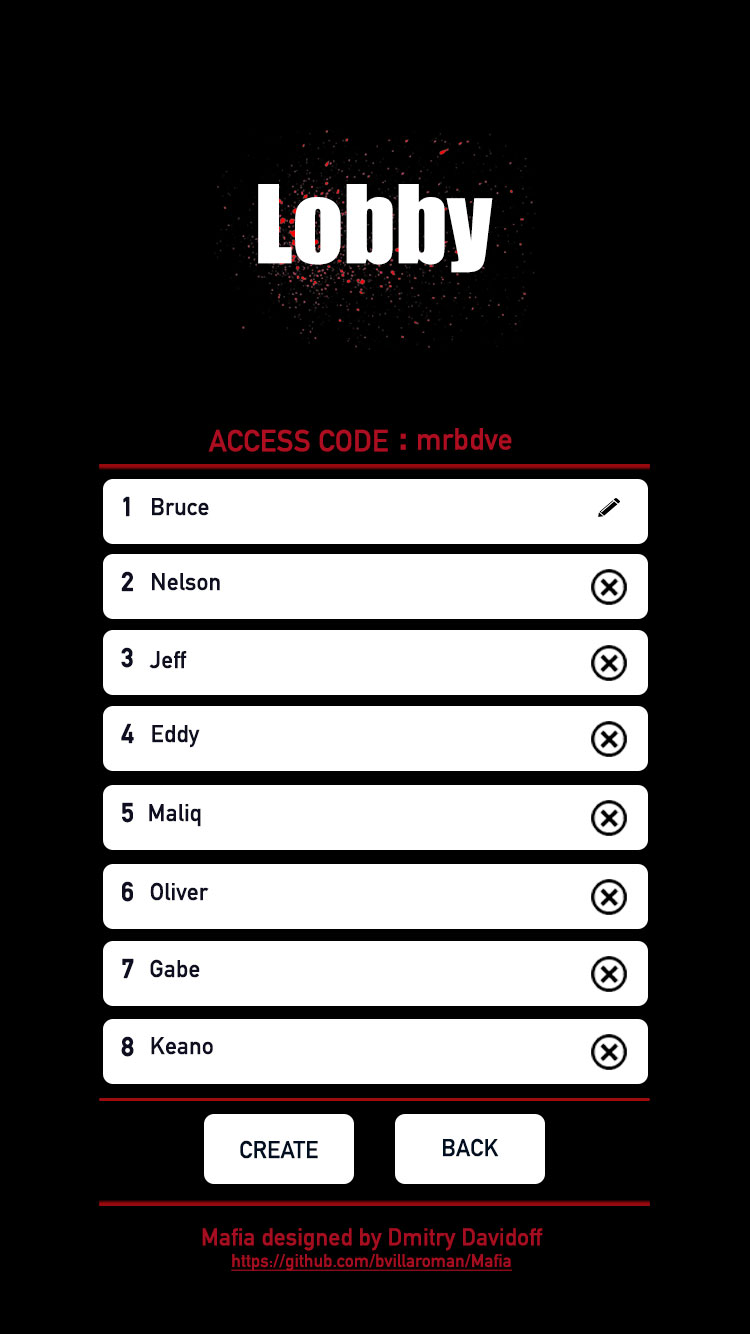 Lobby
ACCESS CODE : mrbdve
1 Bruce
2 Nelson
3 Jeff
4 Eddy
5 Maliq
6 Oliver
7 Gabe
8 Keano
CREATE BACK
Mafia designed by Dmitry Davidoff
https://github.com/bvillaroman/Mafia